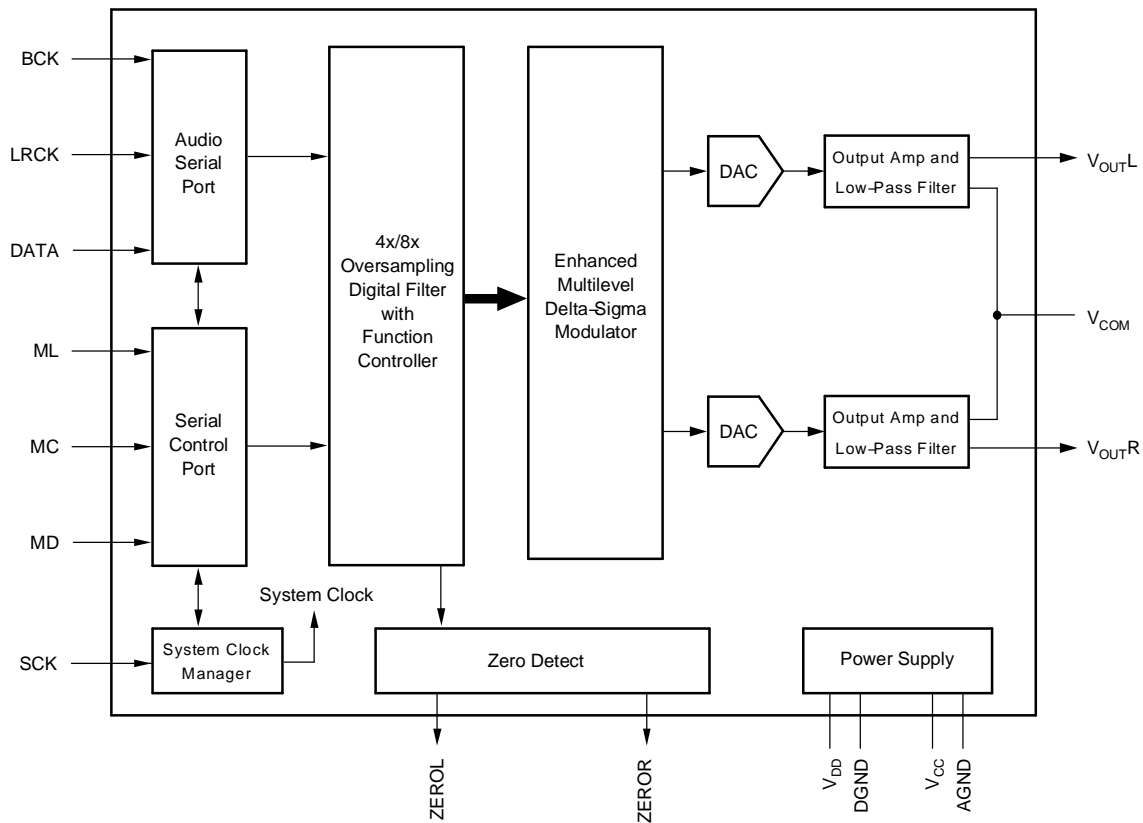 BCK
LRCK
DATA
ML
MC
MD
SCK
Audio
Serial
Port
Serial
Control
Port
System Clock
Manager
System Clock
4x/8x
Oversampling
Digital Filter
with
Function
Controller
Enhanced
Multilevel
Delta–Sigma
Modulator
DAC
Output Amp and
Low–Pass Filter
DAC
Output Amp and
Low–Pass Filter
VOUTL
VCOM
VOUTR
Zero Detect
Power Supply
ZEROL
ZEROR
VDD
DGND
VCC
AGND